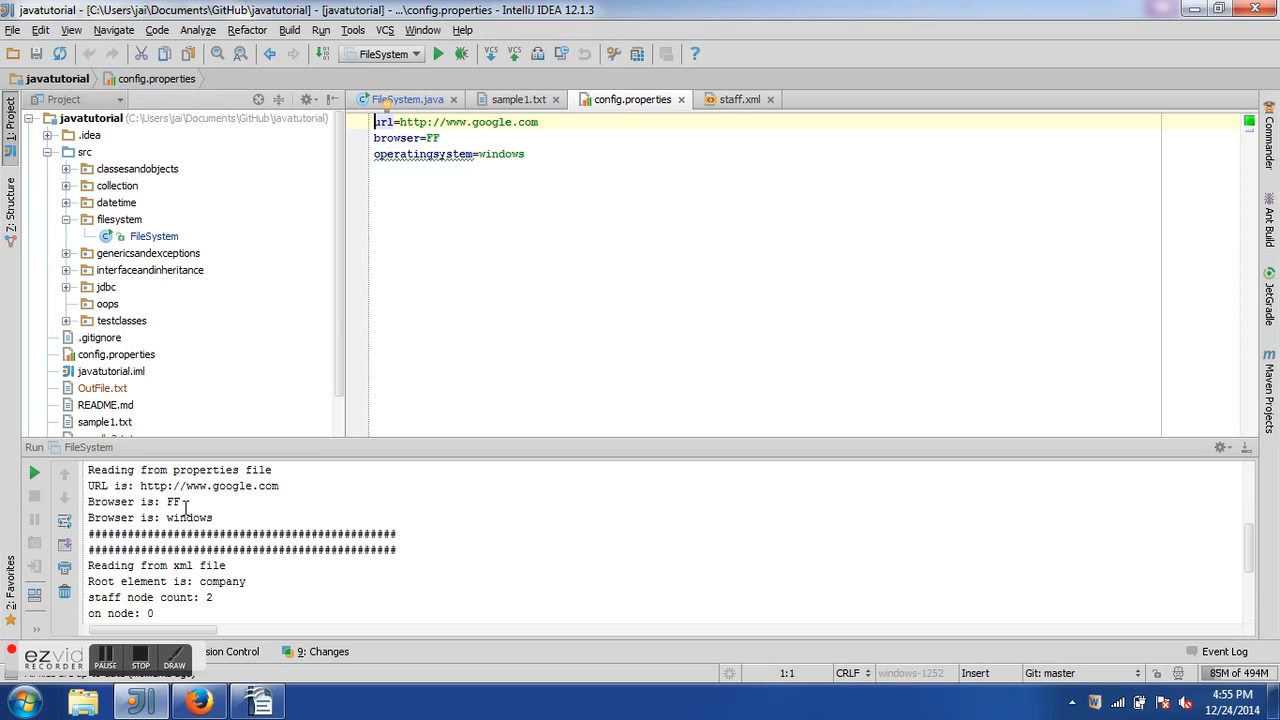 javatutorial - [C:\Users\jai\Documents\GitHub\javatutorial] - [javatutorial] - ...\config.properties - IntelliJ IDEA 12.1.3
File Edit View Navigate Code Analyze Refactor Build Run Tools VCS Window Help
FileSystem
javatutorial config.properties
Project
FileSystem.java sample1.txt config.properties staff.xml
javatutorial (C:\Users\jai\Documents\GitHub\javatutorial)
.idea
src
classesandobjects
collection
datetime
filesystem
FileSystem
genericsandexceptions
interfaceandinheritance
jdbc
oops
testclasses
.gitignore
config.properties
javatutorial.iml
OutFile.txt
README.md
sample1.txt
url=http://www.google.com
browser=FF
operatingsystem=windows
1: Project
7: Structure
2: Favorites
Commander
Ant Build
JetGradle
Maven Projects
Run FileSystem
Reading from properties file
URL is: http://www.google.com
Browser is: FF
Browser is: windows
###############################################
###############################################
Reading from xml file
Root element is: company
staff node count: 2
on node: 0
ezvid
RECORDER
PAUSE STOP DRAW
Control
9: Changes
Event Log
1:1 CRLF windows-1252 Insert Git: master 85M of 494M
4:55 PM
12/24/2014